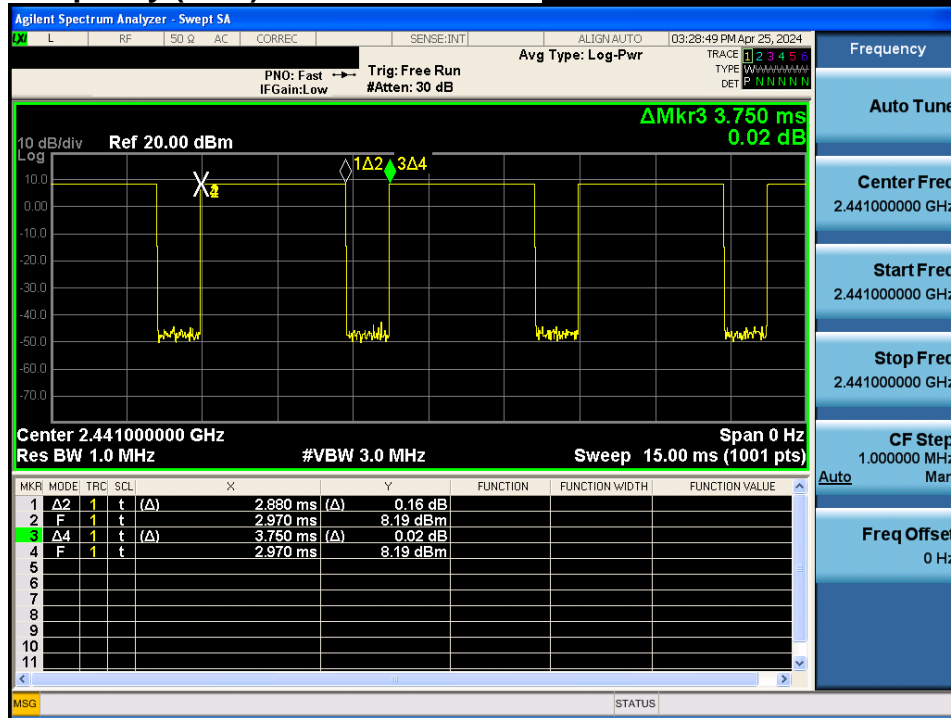 Agilent Spectrum Analyzer - Swept SA
LXI L RF 50 Ω AC CORREC SENSE:INT ALIGN AUTO 03:28:49 PM Apr 25, 2024
Avg Type: Log-Pwr TRACE 1 2 3 4 5 6
PNO: Fast Trig: Free Run TYPE WWWWWW
IFGain:Low #Atten: 30 dB DET P N N N N N
ΔMkr3 3.750 ms
0.02 dB
10 dB/div Ref 20.00 dBm
Log
1Δ2 3Δ4
10.0
0.00
-10.0
-20.0
-30.0
-40.0
-50.0
-60.0
-70.0
Center 2.441000000 GHz Span 0 Hz
Res BW 1.0 MHz #VBW 3.0 MHz Sweep 15.00 ms (1001 pts)
MKR MODE TRC SCL X Y FUNCTION FUNCTION WIDTH FUNCTION VALUE
1 Δ2 1 t (Δ) 2.880 ms (Δ) 0.16 dB
2 F 1 t 2.970 ms 8.19 dBm
3 Δ4 1 t (Δ) 3.750 ms (Δ) 0.02 dB
4 F 1 t 2.970 ms 8.19 dBm
5
6
7
8
9
10
11
MSG STATUS
Frequency
Auto Tune
Center Freq
2.441000000 GHz
Start Freq
2.441000000 GHz
Stop Freq
2.441000000 GHz
CF Step
1.000000 MHz
Auto Man
Freq Offset
0 Hz